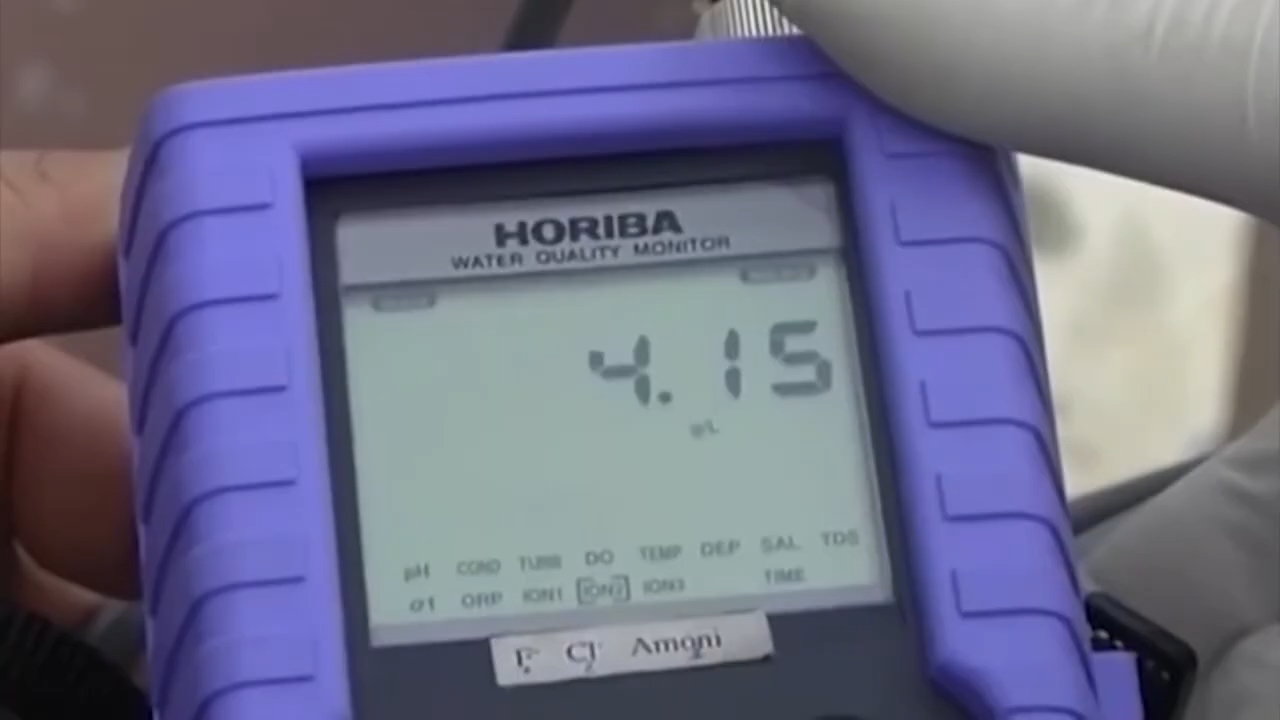 HORIBA
WATER QUALITY MONITOR
4.15
pH COND TURB DO TEMP DEP SAL TDS
σt ORP ION1 ION2 ION3 TIME
Amoni